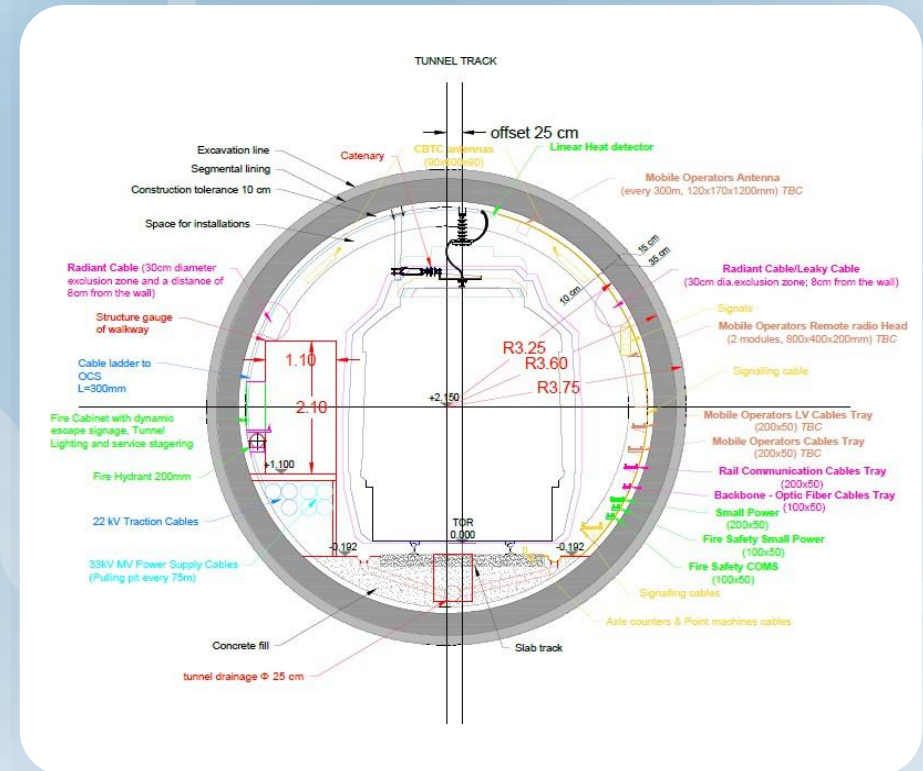 TUNNEL TRACK
offset 25 cm
Excavation line
Segmental lining
Construction tolerance 10 cm
Space for installations
Catenary
CBTC antennas
(90x300x90)
Linear Heat detector
Mobile Operators Antenna
(every 300m, 120x170x1200mm) TBC
15 cm
35 cm
10 cm
Radiant Cable (30cm diameter
exclusion zone and a distance of
8cm from the wall)
Radiant Cable/Leaky Cable
(30cm dia.exclusion zone; 8cm from the wall)
Structure gauge
of walkway
Signals
Mobile Operators Remote radio Head
(2 modules, 800x400x200mm) TBC
1.10
2.10
R3.25
R3.60
R3.75
+2.150
Cable ladder to
OCS
L=300mm
Signalling cable
Fire Cabinet with dynamic
escape signage, Tunnel
Lighting and service stagering
Mobile Operators LV Cables Tray
(200x50) TBC
Mobile Operators Cables Tray
(200x50) TBC
Fire Hydrant 200mm
+1.100
Rail Communication Cables Tray
(200x50)
Backbone - Optic Fiber Cables Tray
(100x50)
Small Power
(200x50)
22 kV Traction Cables
TOR
0.000
-0.192
-0.192
Fire Safety Small Power
(100x50)
33kV MV Power Supply Cables
(Pulling pit every 75m)
Fire Safety COMS
(100x50)
Signalling cables
Axle counters & Point machines cables
Concrete fill
Slab track
tunnel drainage Φ 25 cm